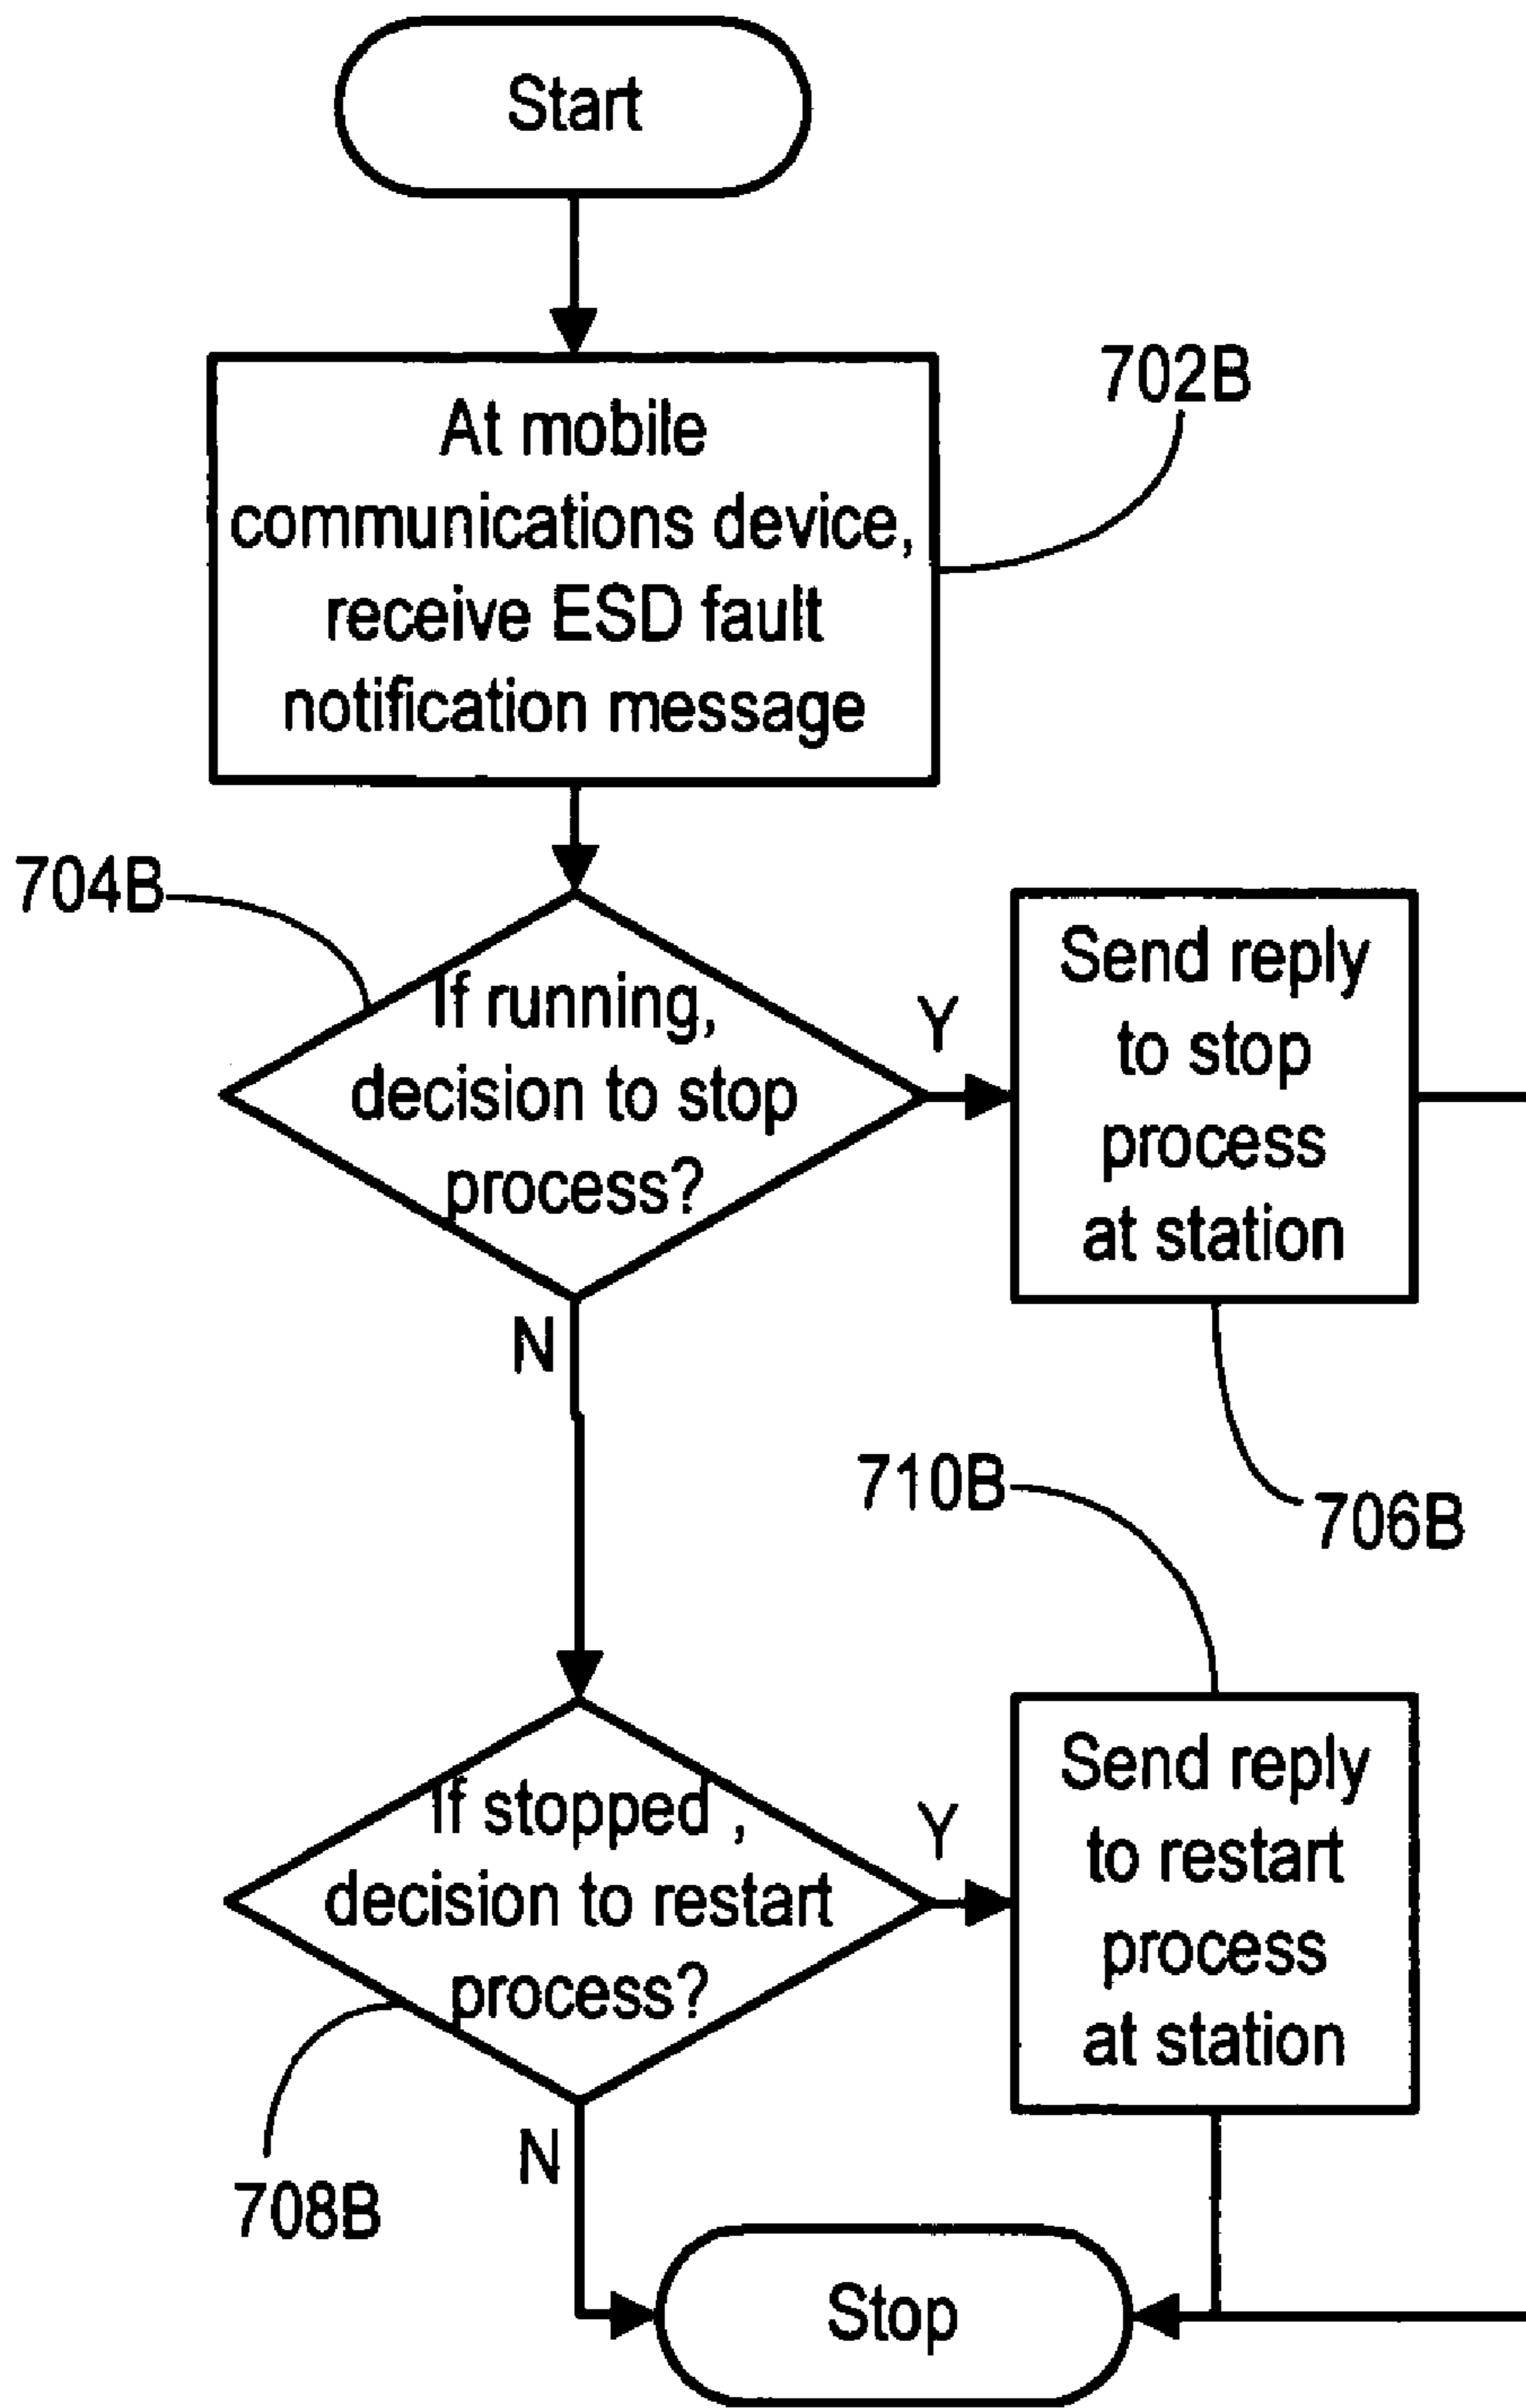 Start
702B
At mobile
communications device,
receive ESD fault
notification message
704B
If running,
decision to stop
process?
Y
N
Send reply
to stop
process
at station
706B
710B
If stopped ,
decision to restart
process?
Y
N
708B
Send reply
to restart
process
at station
Stop